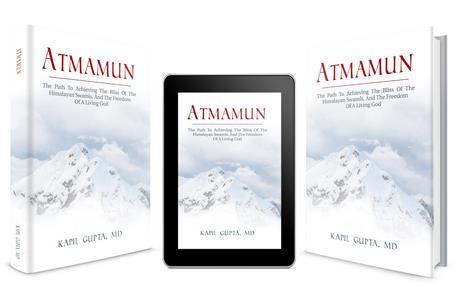 ATMAMUN
ATMAMUN
The Path To Achieving The Bliss Of The
Himalayan Swamis, And The Freedom
Of A Living God
KAPIL GUPTA, MD
KAPIL GUPTA, MD
ATMAMUN
The Path To Achieving The Bliss Of The
Himalayan Swamis, And The Freedom
Of A Living God
KAPIL GUPTA, MD
ATMAMUN
The Path To Achieving The Bliss Of The
Himalayan Swamis, And The Freedom
Of A Living God
KAPIL GUPTA, MD